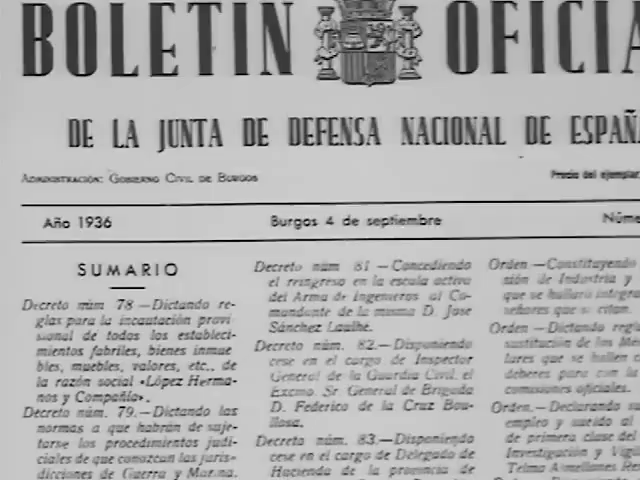 BOLETIN OFICIA
DE LA JUNTA DE DEFENSA NACIONAL DE ESPAÑ
Administración: Gobierno Civil de Burgos
Precio del ejemplar
Año 1936
Burgos 4 de septiembre
Núme
SUMARIO
Decreto núm 78 —Dictando re-
glas para la incautación provi-
sional de todos los estableci-
mientos fabriles, bienes inmue
bles, muebles, valores, etc., de
la razón social «López Herma-
nos y Compañía».
Decreto núm. 79.—Dictando las
normas a que habrán de suje-
tarse los procedimientos judi-
ciales de que conozcan las juris-
dicciones de Guerra y Marina.
Decreto núm 81 —Concediendo
el reingreso en la escala activa
del Arma de Ingenieros al Co-
mandante de la misma D. Jose
Sánchez Laulhé.
Decreto núm. 82.—Disponiendo
cese en el cargo de Inspector
General de la Guardia Civil, el
Excmo. Sr. General de Brigada
D. Federico de la Cruz Bou-
llosa.
Decreto núm. 83.—Disponiendo
cese en el cargo de Delegado de
Hacienda de la provincia de
Orden —Constituyendo
sión de Industria y
que se hallará integra
señores que se citan.
Orden —Dictando regl
sustitución de los Mé
lares que se hallen
deberes para con la
comisiones oficiales.
Orden.—Declarando su
empleo y sueldo al
de primera clase del
Investigación y Vigil
Telmo Armellones Re